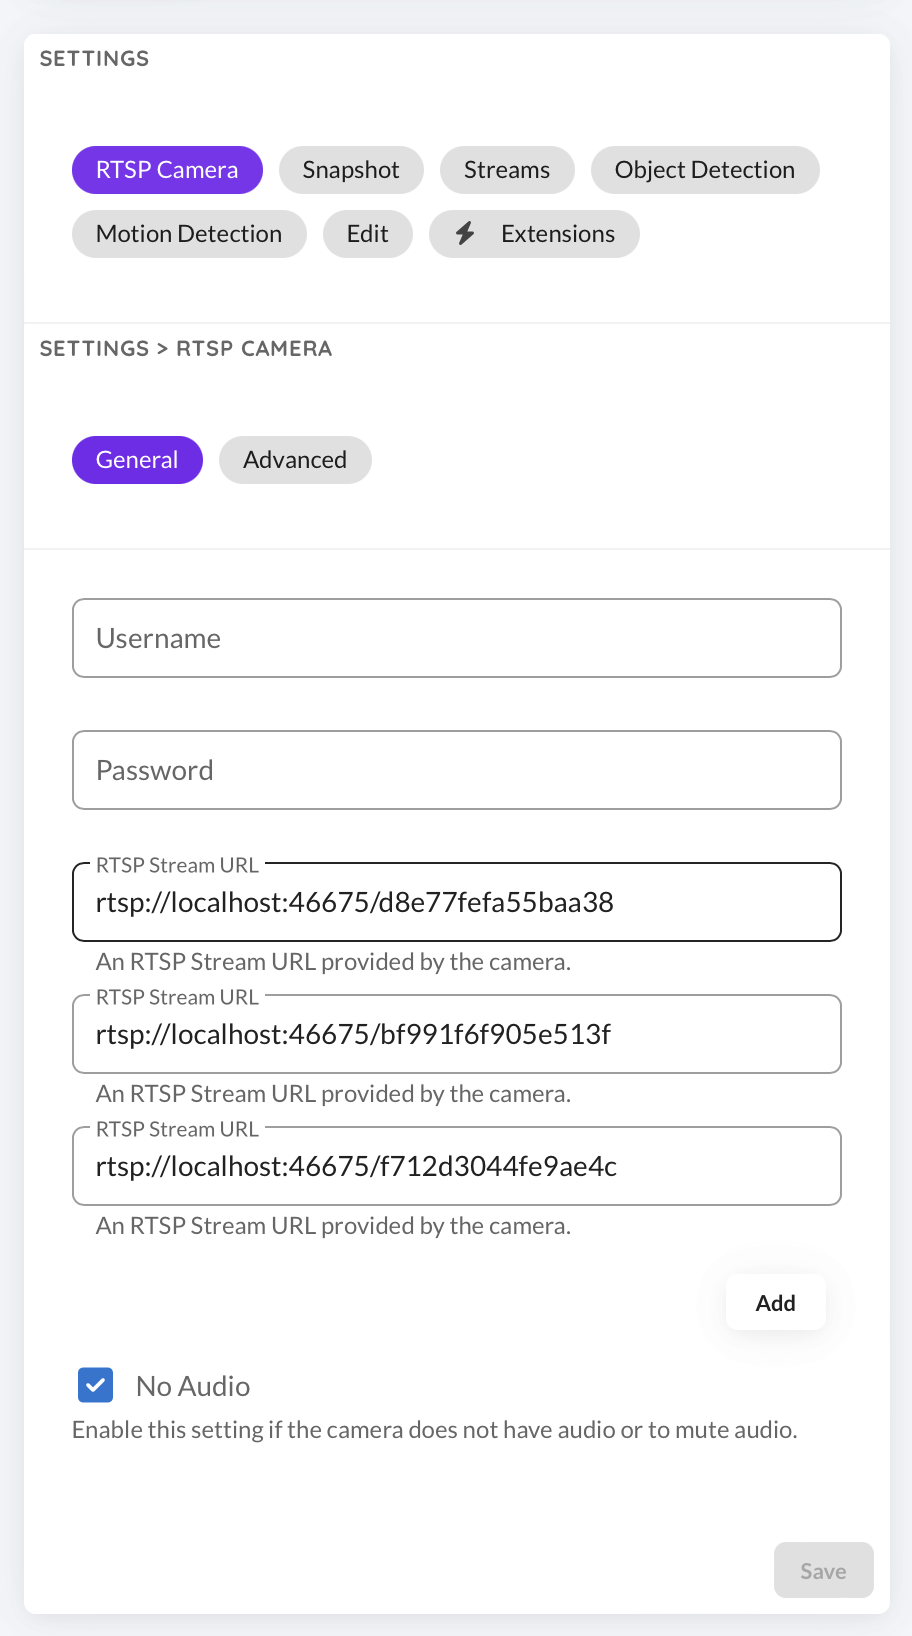 SETTINGS
RTSP Camera
Snapshot
Streams
Object Detection
Motion Detection
Edit
Extensions
SETTINGS > RTSP CAMERA
General
Advanced
Username
Password
RTSP Stream URL
rtsp://localhost:46675/d8e77fefa55baa38
An RTSP Stream URL provided by the camera.
RTSP Stream URL
rtsp://localhost:46675/bf991f6f905e513f
An RTSP Stream URL provided by the camera.
RTSP Stream URL
rtsp://localhost:46675/f712d3044fe9ae4c
An RTSP Stream URL provided by the camera.
Add
No Audio
Enable this setting if the camera does not have audio or to mute audio.
Save